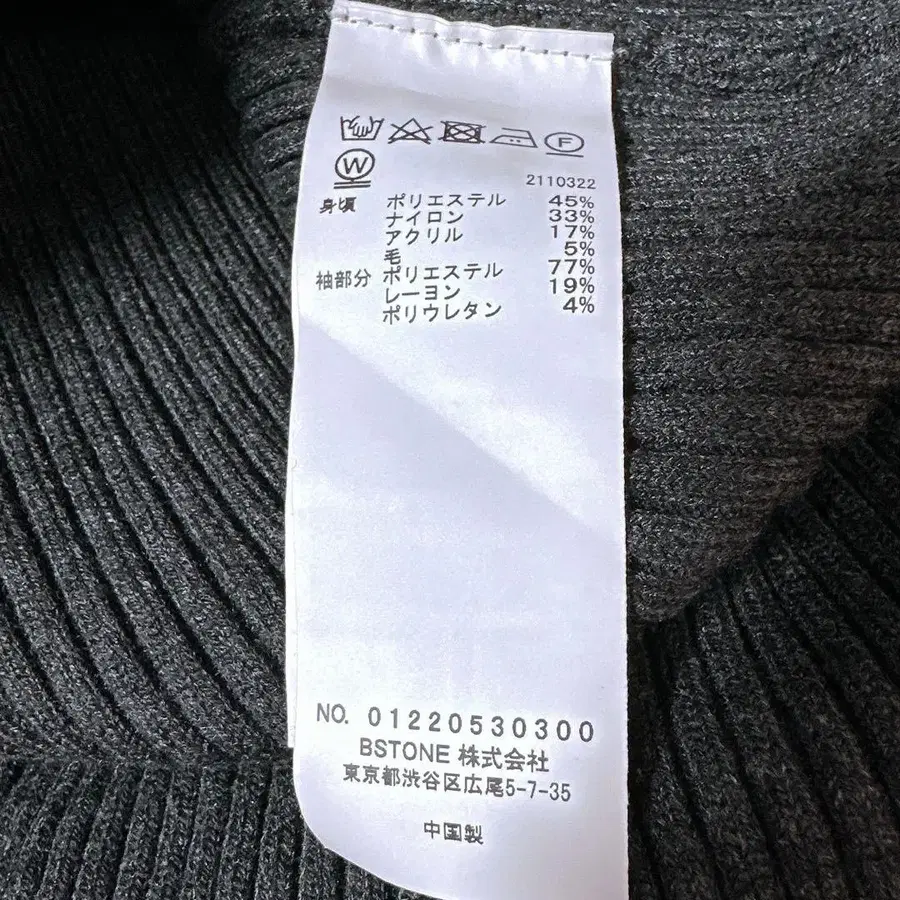 F
W
2110322
身頃 ポリエステル 45%
ナイロン 33%
アクリル 17%
毛 5%
袖部分 ポリエステル 77%
レーヨン 19%
ポリウレタン 4%
NO. 01220530300
BSTONE 株式会社
東京都渋谷区広尾5-7-35
中国製